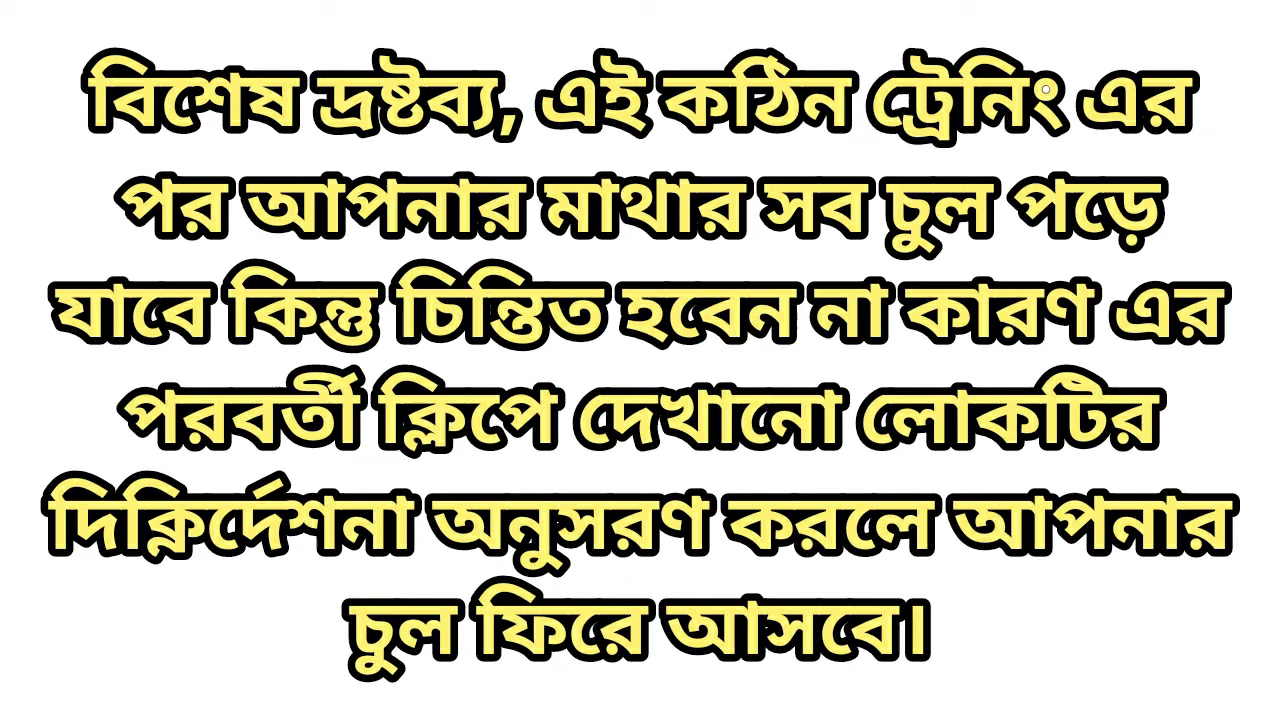 বিশেষ দ্রষ্টব্য, এই কঠিন ট্রেনিং এর
পর আপনার মাথার সব চুল পড়ে
যাবে কিন্তু চিন্তিত হবেন না কারণ এর
পরবর্তী ক্লিপে দেখানো লোকটির
দিক্নির্দেশনা অনুসরণ করলে আপনার
চুল ফিরে আসবে।